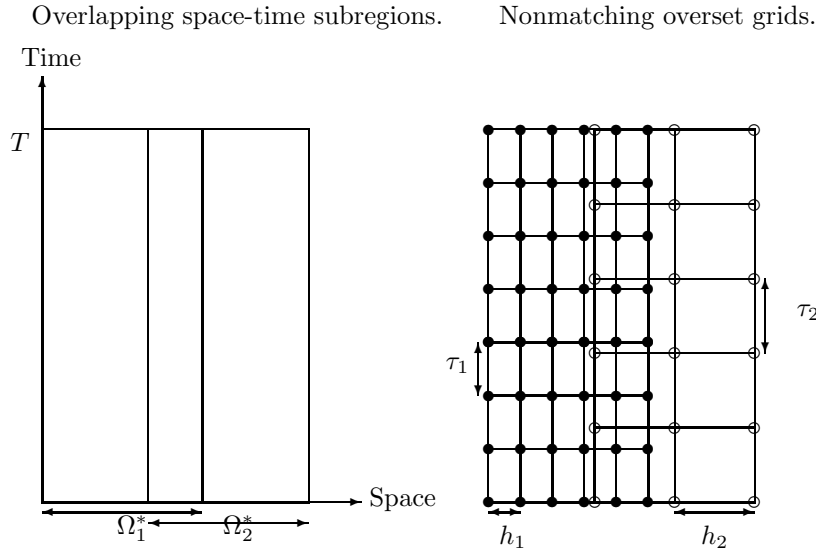 Overlapping space-time subregions.
Nonmatching overset grids.
Time
T
Space
Ω₁*
Ω₂*
τ₁
τ₂
h₁
h₂